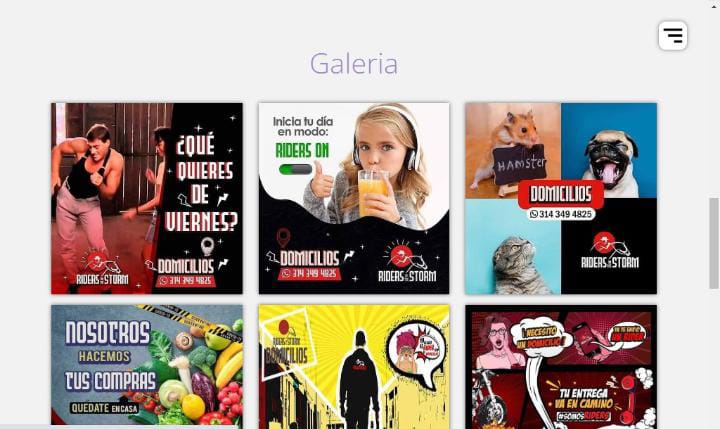 Galeria
¿QUÉ
QUIERES
DE
VIERNES?
RIDERS
STORM
DOMICILIOS
314 349 4825
Inicia tu día
en modo:
RIDERS ON
DOMICILIOS
314 349 4825
RIDERS
STORM
HAMSTER
DOMICILIOS
314 349 4825
RIDERS
STORM
NOSOTROS
HACEMOS
TUS COMPRAS
QUÉDATE EN CASA
DOMICILIOS
NECESITO
UN DOMICILIO
TU ENTREGA
VA EN CAMINO
#SOMOSRIDERS